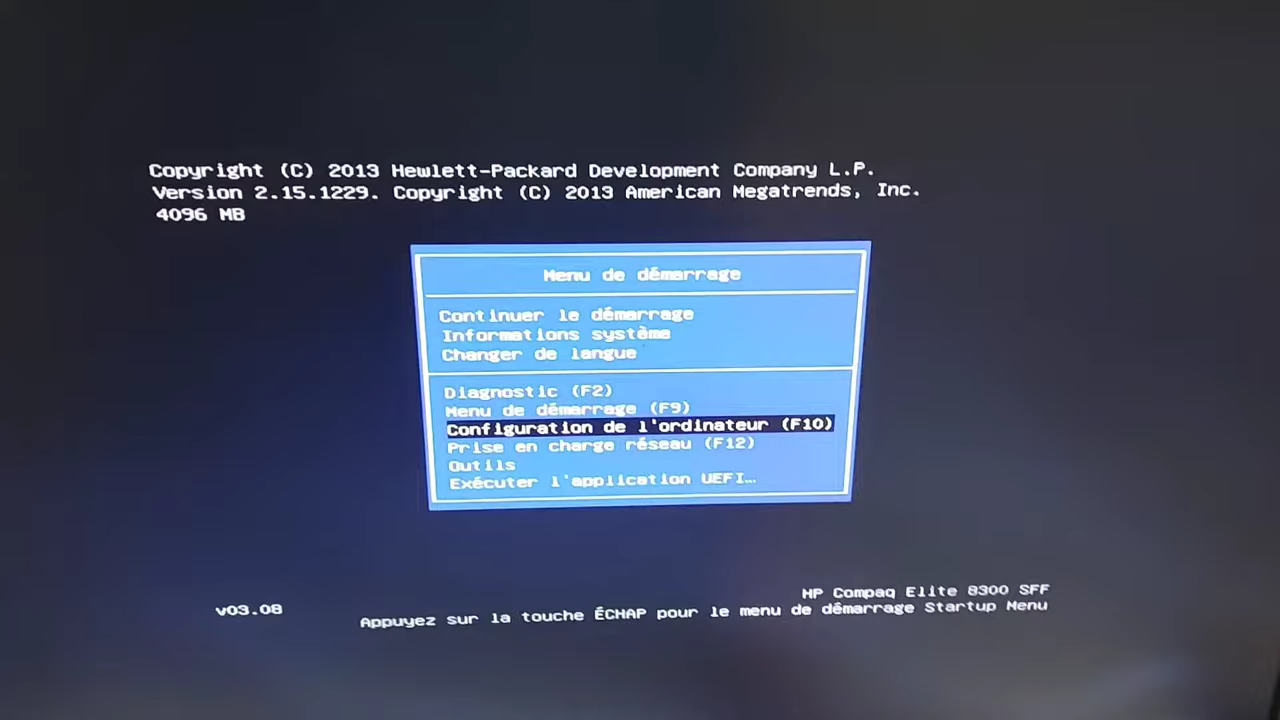 Copyright (C) 2013 Hewlett-Packard Development Company L.P.
Version 2.15.1229. Copyright (C) 2013 American Megatrends, Inc.
4096 MB
Menu de démarrage
Continuer le démarrage
Informations système
Changer de langue
Diagnostic (F2)
Menu de démarrage (F9)
Configuration de l'ordinateur (F10)
Prise en charge réseau (F12)
Outils
Exécuter l'application UEFI…
HP Compaq Elite 8300 SFF
v03.08
Appuyez sur la touche ÉCHAP pour le menu de démarrage Startup Menu